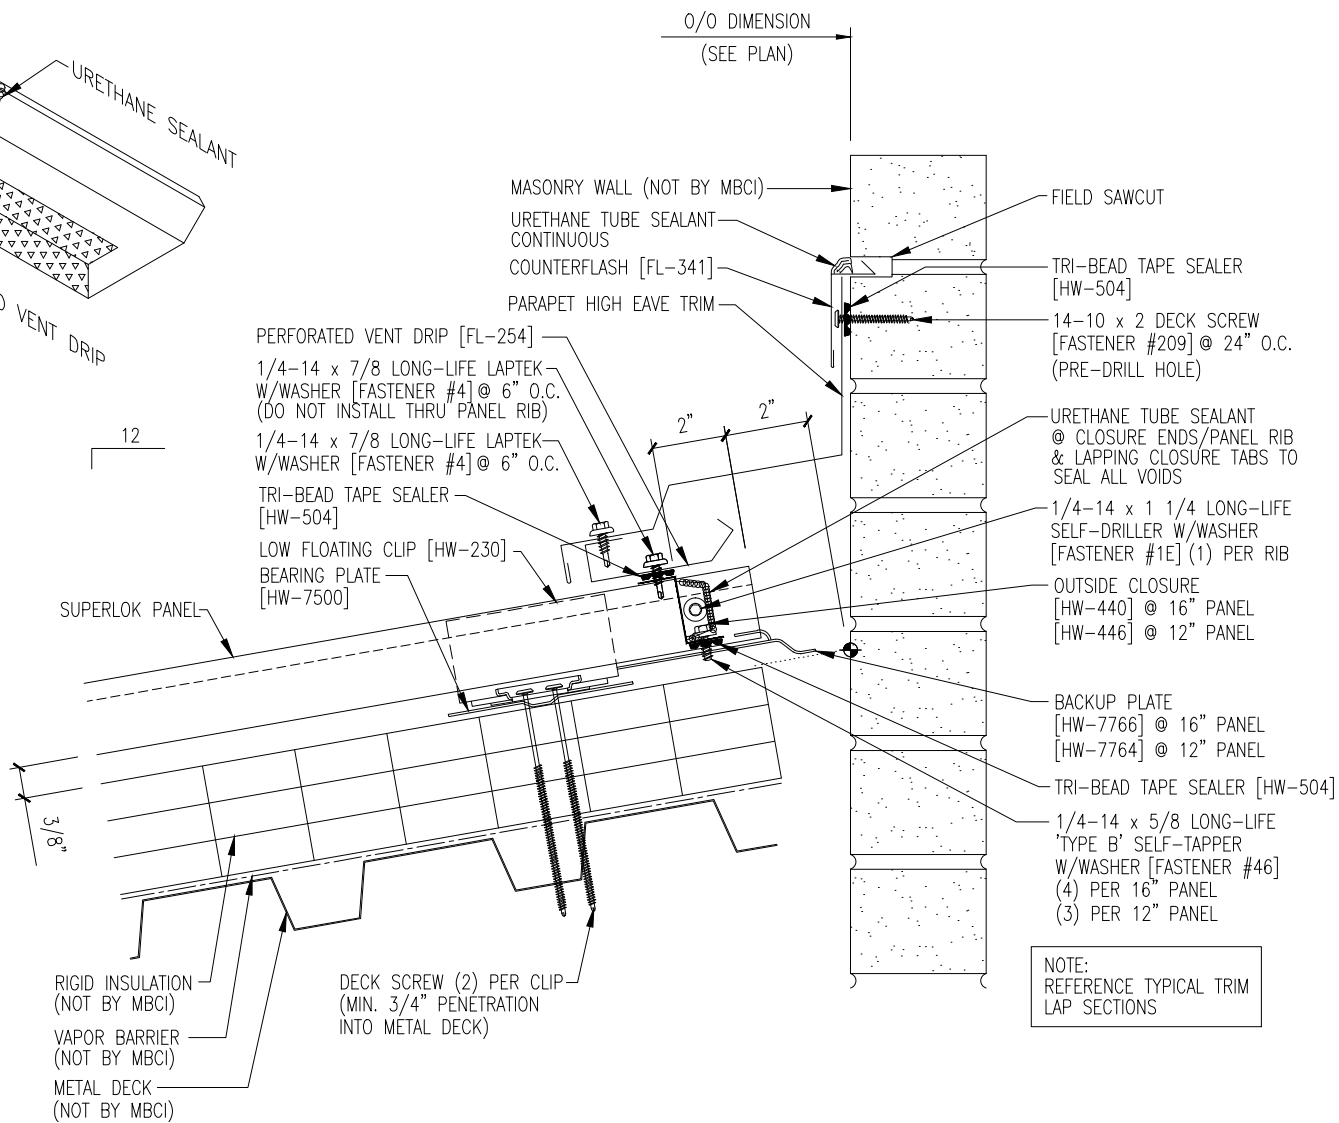 O/O DIMENSION
(SEE PLAN)
URETHANE SEALANT
VENT DRIP
MASONRY WALL (NOT BY MBCI)
URETHANE TUBE SEALANT
CONTINUOUS
COUNTERFLASH [FL-341]
PARAPET HIGH EAVE TRIM
PERFORATED VENT DRIP [FL-254]
1/4-14 x 7/8 LONG-LIFE LAPTEK
W/WASHER [FASTENER #4] @ 6" O.C.
(DO NOT INSTALL THRU PANEL RIB)
1/4-14 x 7/8 LONG-LIFE LAPTEK
W/WASHER [FASTENER #4] @ 6" O.C.
TRI-BEAD TAPE SEALER
[HW-504]
LOW FLOATING CLIP [HW-230]
BEARING PLATE
[HW-7500]
SUPERLOK PANEL
12
2"
2"
3/8"
FIELD SAWCUT
TRI-BEAD TAPE SEALER
[HW-504]
14-10 x 2 DECK SCREW
[FASTENER #209] @ 24" O.C.
(PRE-DRILL HOLE)
URETHANE TUBE SEALANT
@ CLOSURE ENDS/PANEL RIB
& LAPPING CLOSURE TABS TO
SEAL ALL VOIDS
1/4-14 x 1 1/4 LONG-LIFE
SELF-DRILLER W/WASHER
[FASTENER #1E] (1) PER RIB
OUTSIDE CLOSURE
[HW-440] @ 16" PANEL
[HW-446] @ 12" PANEL
BACKUP PLATE
[HW-7766] @ 16" PANEL
[HW-7764] @ 12" PANEL
TRI-BEAD TAPE SEALER [HW-504]
1/4-14 x 5/8 LONG-LIFE
'TYPE B' SELF-TAPPER
W/WASHER [FASTENER #46]
(4) PER 16" PANEL
(3) PER 12" PANEL
RIGID INSULATION
(NOT BY MBCI)
VAPOR BARRIER
(NOT BY MBCI)
METAL DECK
(NOT BY MBCI)
DECK SCREW (2) PER CLIP
(MIN. 3/4" PENETRATION
INTO METAL DECK)
NOTE:
REFERENCE TYPICAL TRIM
LAP SECTIONS